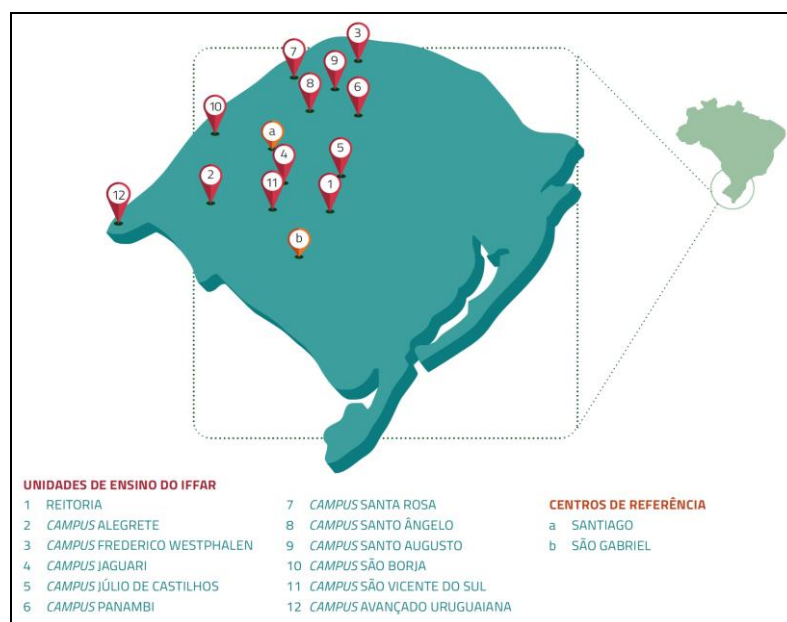 3
7
9
8
6
10
a
4
5
2
11
1
12
b
UNIDADES DE ENSINO DO IFFAR
1 REITORIA
2 CAMPUS ALEGRETE
3 CAMPUS FREDERICO WESTPHALEN
4 CAMPUS JAGUARI
5 CAMPUS JÚLIO DE CASTILHOS
6 CAMPUS PANAMBI
7 CAMPUS SANTA ROSA
8 CAMPUS SANTO ÂNGELO
9 CAMPUS SANTO AUGUSTO
10 CAMPUS SÃO BORJA
11 CAMPUS SÃO VICENTE DO SUL
12 CAMPUS AVANÇADO URUGUAIANA
CENTROS DE REFERÊNCIA
a SANTIAGO
b SÃO GABRIEL